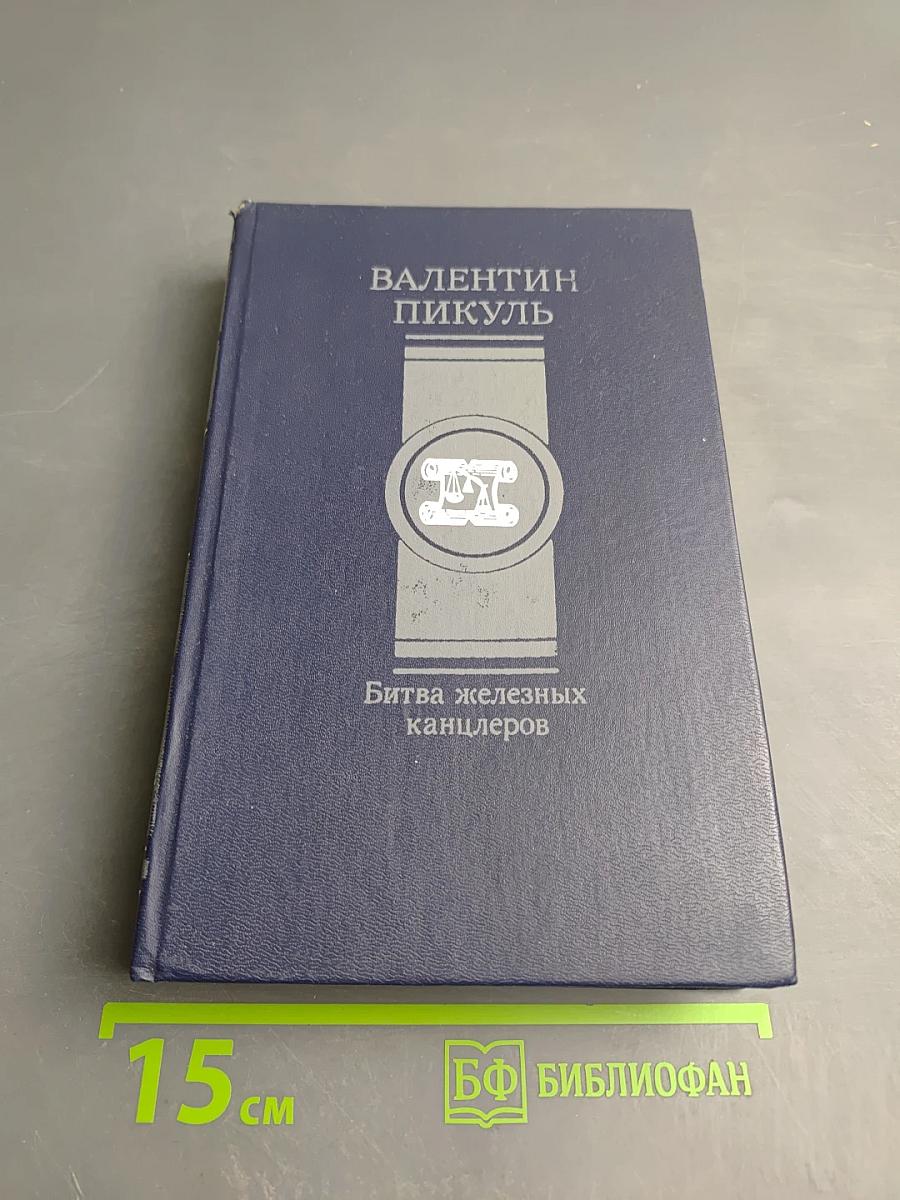 ВАЛЕНТИН
ПИКУЛЬ
Битва железных
канцлеров
15 см
БФ БИБЛИОФАН